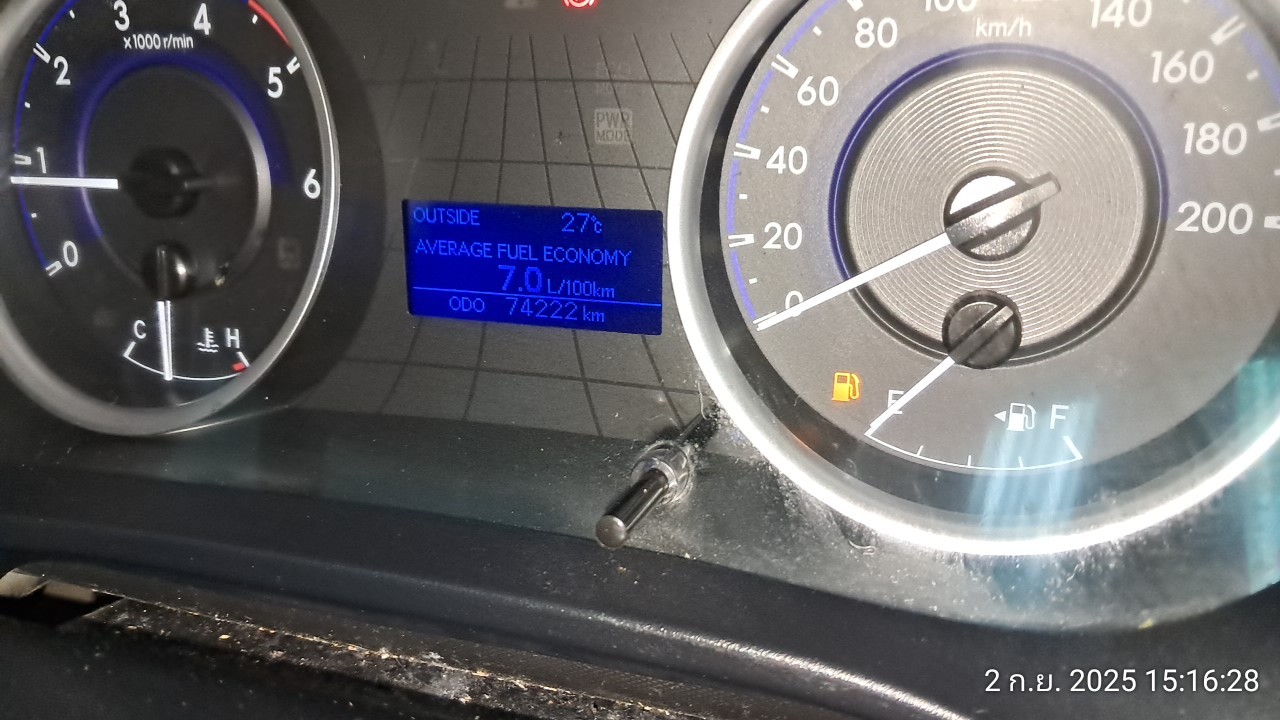 3 4
x1000 r/min
2 5
1 6
0
C H
OUTSIDE 27℃
AVERAGE FUEL ECONOMY
7.0 L/100km
ODO 74222 km
PWR
MODE
100 140
80 km/h
60 160
40 180
20 200
0
E F
2 ก.ย. 2025 15:16:28